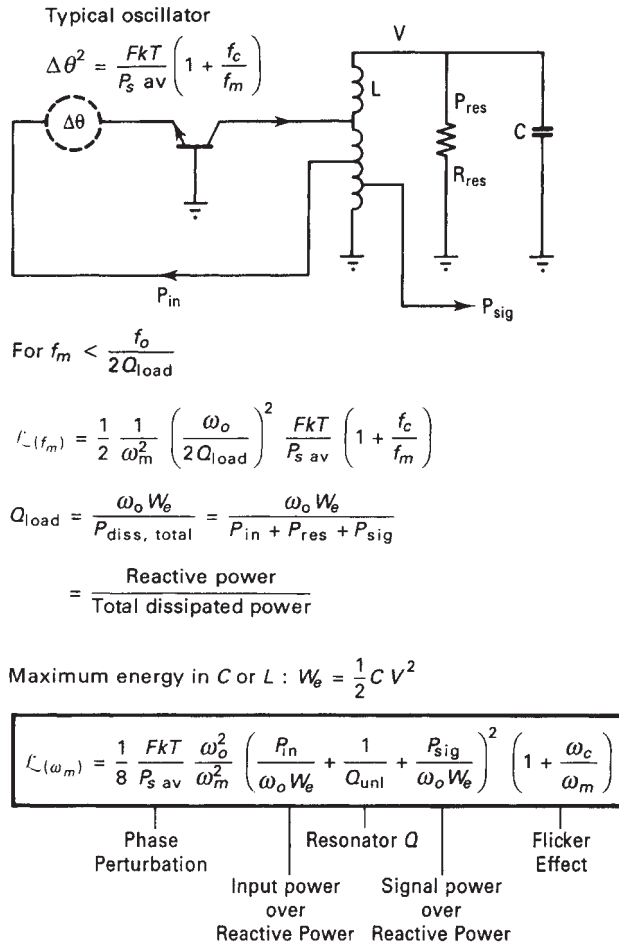 Typical oscillator
Δθ² = FkT / P_s av (1 + f_c / f_m)
V
L
Δθ
P_res
C
R_res
P_in
P_sig
For f_m < f_o / 2 Q_load
ℒ(f_m) = 1/2 1/ω_m² (ω_o / 2 Q_load)² FkT / P_s av (1 + f_c / f_m)
Q_load = ω_o W_e / P_diss, total = ω_o W_e / P_in + P_res + P_sig
= Reactive power / Total dissipated power
Maximum energy in C or L : W_e = 1/2 C V²
ℒ(ω_m) = 1/8 FkT / P_s av ω_o² / ω_m² (P_in / ω_o W_e + 1 / Q_unl + P_sig / ω_o W_e)² (1 + ω_c / ω_m)
Phase
Perturbation
Resonator Q
Flicker
Effect
Input power
over
Reactive Power
Signal power
over
Reactive Power